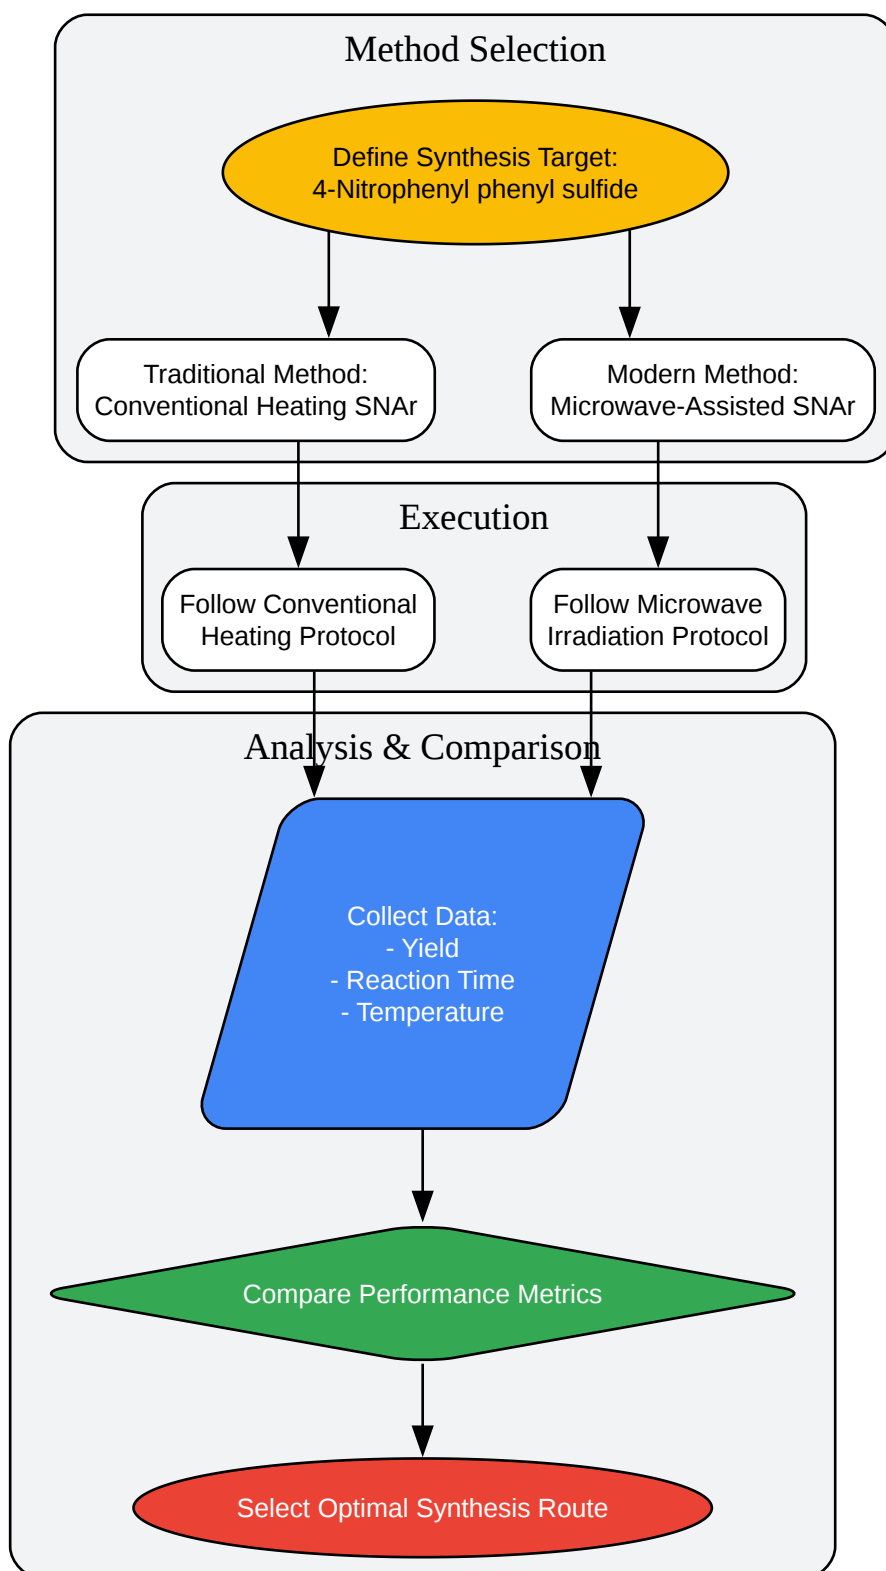 Method Selection
Define Synthesis Target:
4-Nitrophenyl phenyl sulfide
Traditional Method:
Conventional Heating SNAr
Modern Method:
Microwave-Assisted SNAr
Execution
Follow Conventional
Heating Protocol
Follow Microwave
Irradiation Protocol
Analysis & Comparison
Collect Data:
- Yield
- Reaction Time
- Temperature
Compare Performance Metrics
Select Optimal Synthesis Route